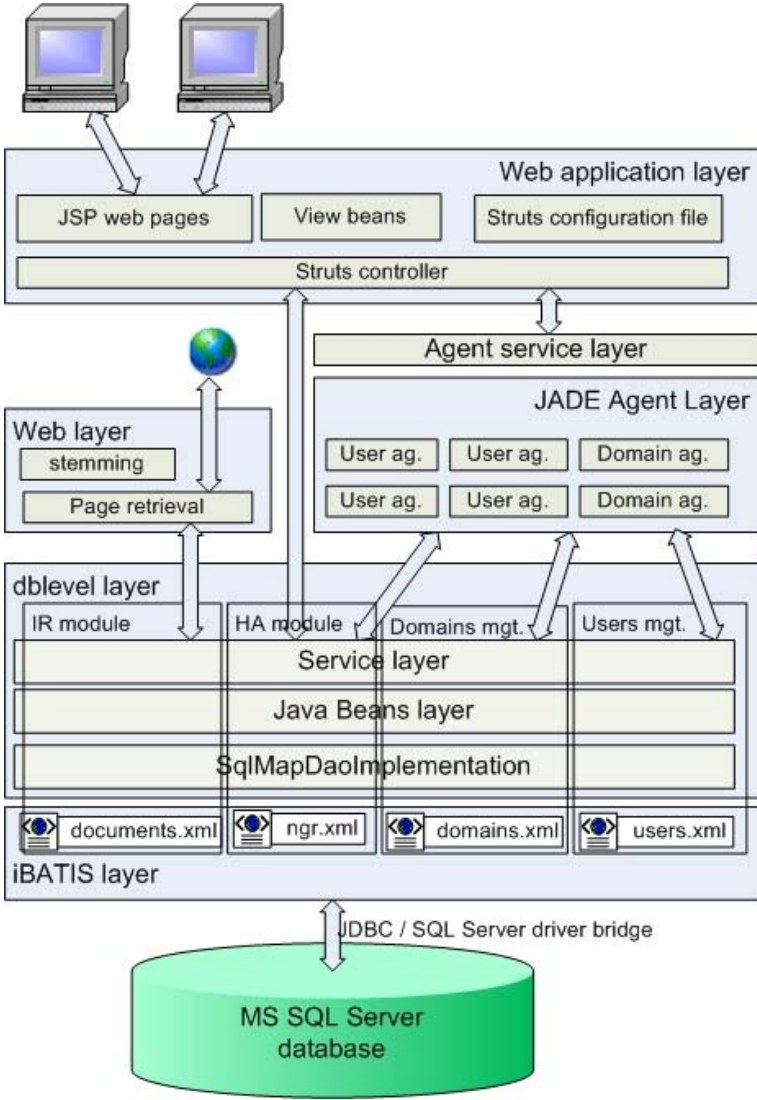 Web application layer
JSP web pages
View beans
Struts configuration file
Struts controller
Agent service layer
JADE Agent Layer
Web layer
stemming
Page retrieval
User ag.
User ag.
Domain ag.
User ag.
User ag.
Domain ag.
dblevel layer
IR module
HA module
Domains mgt.
Users mgt.
Service layer
Java Beans layer
SqlMapDaoImplementation
documents.xml
ngr.xml
domains.xml
users.xml
iBATIS layer
JDBC / SQL Server driver bridge
MS SQL Server
database